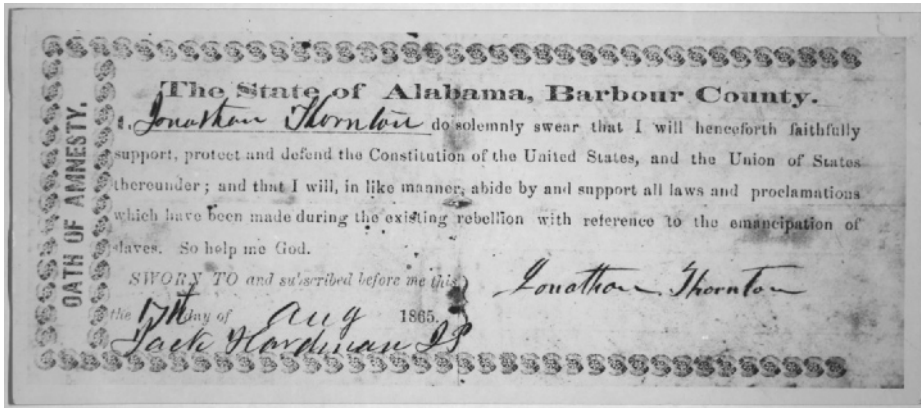 OATH OF AMNESTY.
The State of Alabama, Barbour County.
I, Jonathan Thornton do solemnly swear that I will henceforth faithfully
support, protect and defend the Constitution of the United States, and the Union of States
thereunder; and that I will, in like manner, abide by and support all laws and proclamations
which have been made during the existing rebellion with reference to the emancipation of
slaves. So help me God.
SWORN TO and subscribed before me this
the 17th day of Aug 1865.
Jonathan Thornton
Jack Hardman JP